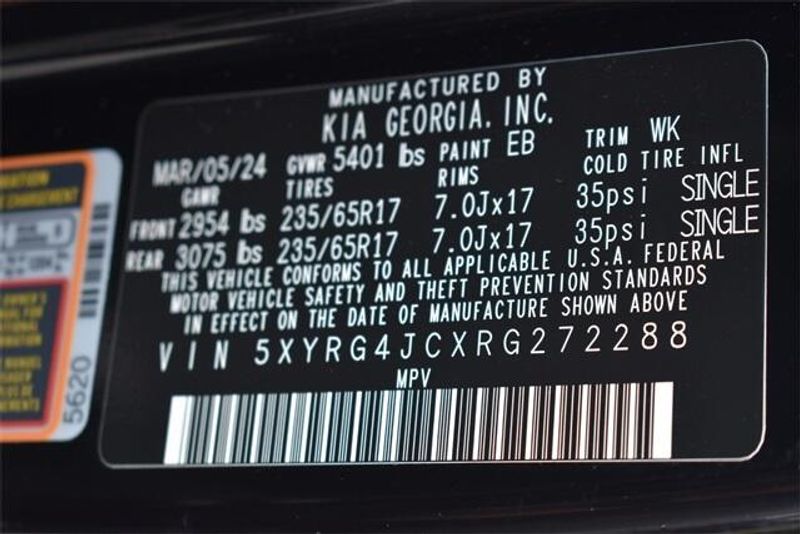 MANUFACTURED BY
KIA GEORGIA. INC.
MAR/05/24 GVWR 5401 lbs PAINT EB TRIM WK
GAWR TIRES RIMS COLD TIRE INFL
FRONT 2954 lbs 235/65R17 7.0Jx17 35psi SINGLE
REAR 3075 lbs 235/65R17 7.0Jx17 35psi SINGLE
THIS VEHICLE CONFORMS TO ALL APPLICABLE U.S.A. FEDERAL
MOTOR VEHICLE SAFETY AND THEFT PREVENTION STANDARDS
IN EFFECT ON THE DATE OF MANUFACTURE SHOWN ABOVE
VIN 5XYRG4JCXRG272288
MPV
5620